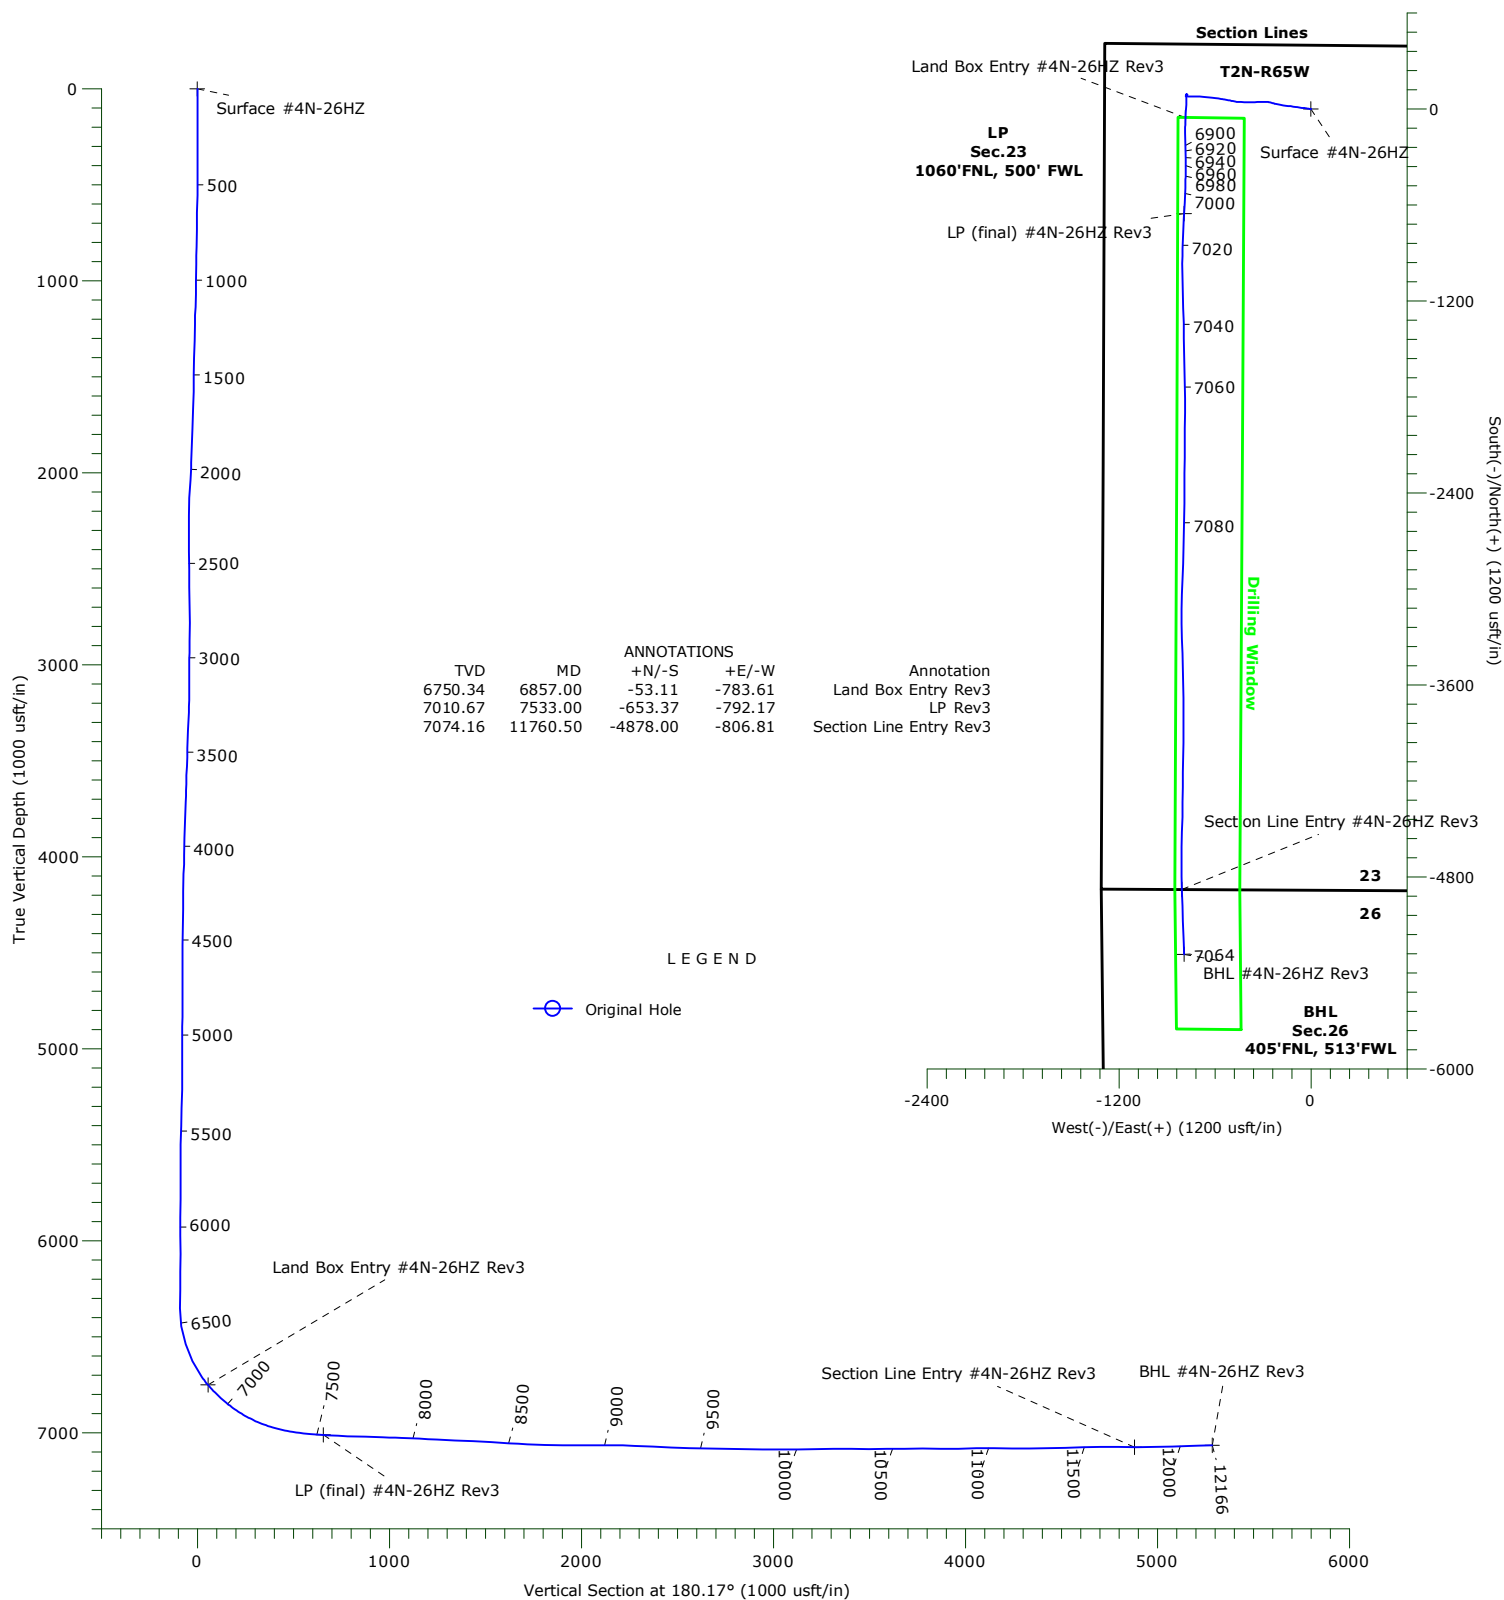 Section Lines
T2N-R65W
Land Box Entry #4N-26HZ Rev3
LP
Sec.23
1060'FNL, 500' FWL
Surface #4N-26HZ
6900
6920
6940
6960
6980
7000
LP (final) #4N-26HZ Rev3
7020
7040
7060
7080
Drilling Window
Section Line Entry #4N-26HZ Rev3
23
26
7064
BHL #4N-26HZ Rev3
BHL
Sec.26
405'FNL, 513'FWL
0
-1200
-2400
-3600
-4800
-6000
South(-)/North(+) (1200 usft/in)
-2400
-1200
0
West(-)/East(+) (1200 usft/in)
Surface #4N-26HZ
0
1000
2000
3000
4000
5000
6000
7000
True Vertical Depth (1000 usft/in)
500
1000
1500
2000
2500
3000
3500
4000
4500
5000
5500
6000
6500
ANNOTATIONS
TVD MD +N/-S +E/-W Annotation
6750.34 6857.00 -53.11 -783.61 Land Box Entry Rev3
7010.67 7533.00 -653.37 -792.17 LP Rev3
7074.16 11760.50 -4878.00 -806.81 Section Line Entry Rev3
L E G E N D
Original Hole
Land Box Entry #4N-26HZ Rev3
7000
7500
8000
8500
9000
9500
10000
10500
11000
11500
12000
12166
Section Line Entry #4N-26HZ Rev3
BHL #4N-26HZ Rev3
LP (final) #4N-26HZ Rev3
0
1000
2000
3000
4000
5000
6000
Vertical Section at 180.17° (1000 usft/in)